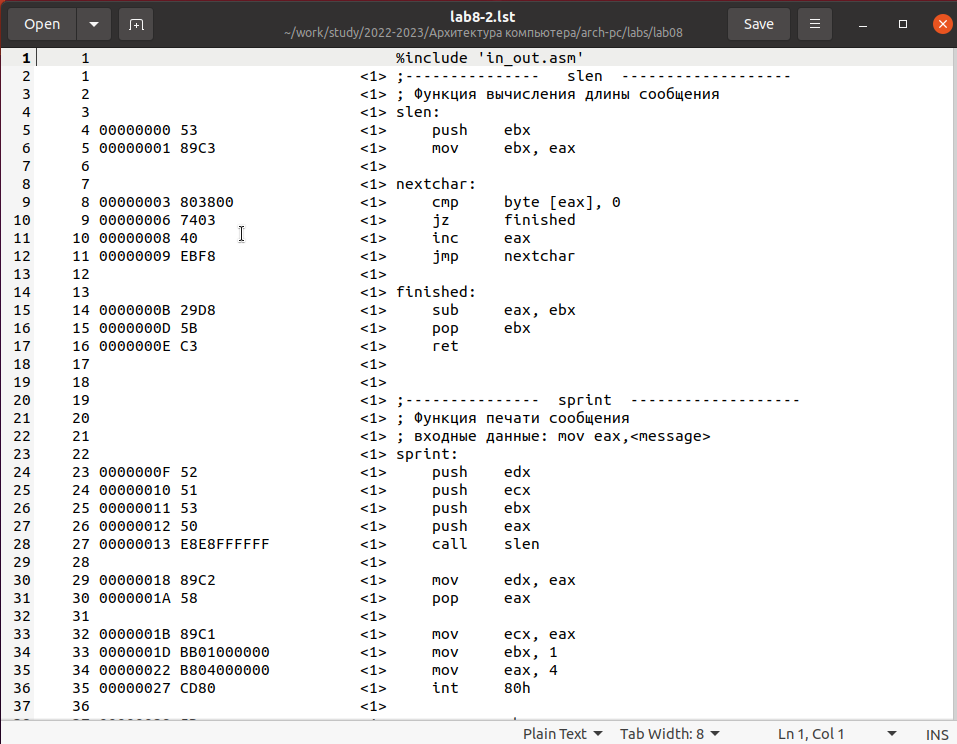 Open lab8-2.lst Save
~/work/study/2022-2023/Архитектура компьютера/arch-pc/labs/lab08
1 1 %include 'in_out.asm'
2 1 <1> ;--------------- slen -------------------
3 2 <1> ; Функция вычисления длины сообщения
4 3 <1> slen:
5 4 00000000 53 <1> push ebx
6 5 00000001 89C3 <1> mov ebx, eax
7 6 <1>
8 7 <1> nextchar:
9 8 00000003 803800 <1> cmp byte [eax], 0
10 9 00000006 7403 <1> jz finished
11 10 00000008 40 <1> inc eax
12 11 00000009 EBF8 <1> jmp nextchar
13 12 <1>
14 13 <1> finished:
15 14 0000000B 29D8 <1> sub eax, ebx
16 15 0000000D 5B <1> pop ebx
17 16 0000000E C3 <1> ret
18 17 <1>
19 18 <1>
20 19 <1> ;--------------- sprint -------------------
21 20 <1> ; Функция печати сообщения
22 21 <1> ; входные данные: mov eax,<message>
23 22 <1> sprint:
24 23 0000000F 52 <1> push edx
25 24 00000010 51 <1> push ecx
26 25 00000011 53 <1> push ebx
27 26 00000012 50 <1> push eax
28 27 00000013 E8E8FFFFFF <1> call slen
29 28 <1>
30 29 00000018 89C2 <1> mov edx, eax
31 30 0000001A 58 <1> pop eax
32 31 <1>
33 32 0000001B 89C1 <1> mov ecx, eax
34 33 0000001D BB01000000 <1> mov ebx, 1
35 34 00000022 B804000000 <1> mov eax, 4
36 35 00000027 CD80 <1> int 80h
37 36 <1>
Plain Text Tab Width: 8 Ln 1, Col 1 INS